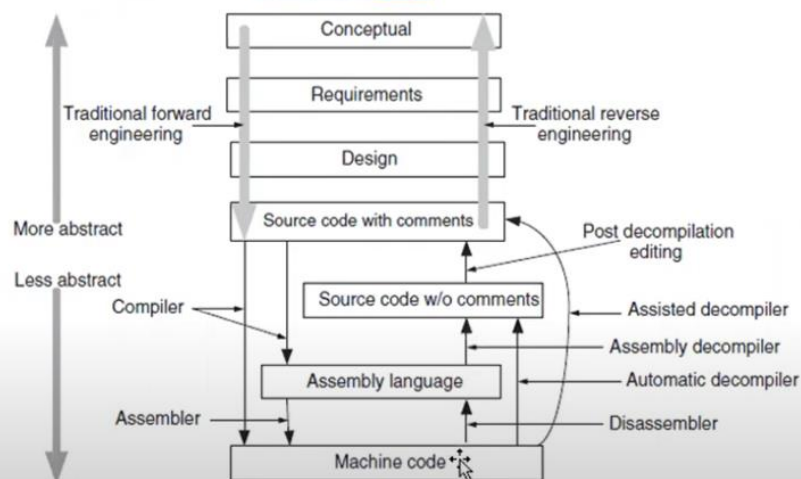 Conceptual
Requirements
Traditional forward
engineering
Traditional reverse
engineering
Design
Source code with comments
More abstract
Less abstract
Post decompilation
editing
Source code w/o comments
Compiler
Assisted decompiler
Assembly decompiler
Assembly language
Automatic decompiler
Assembler
Disassembler
Machine code